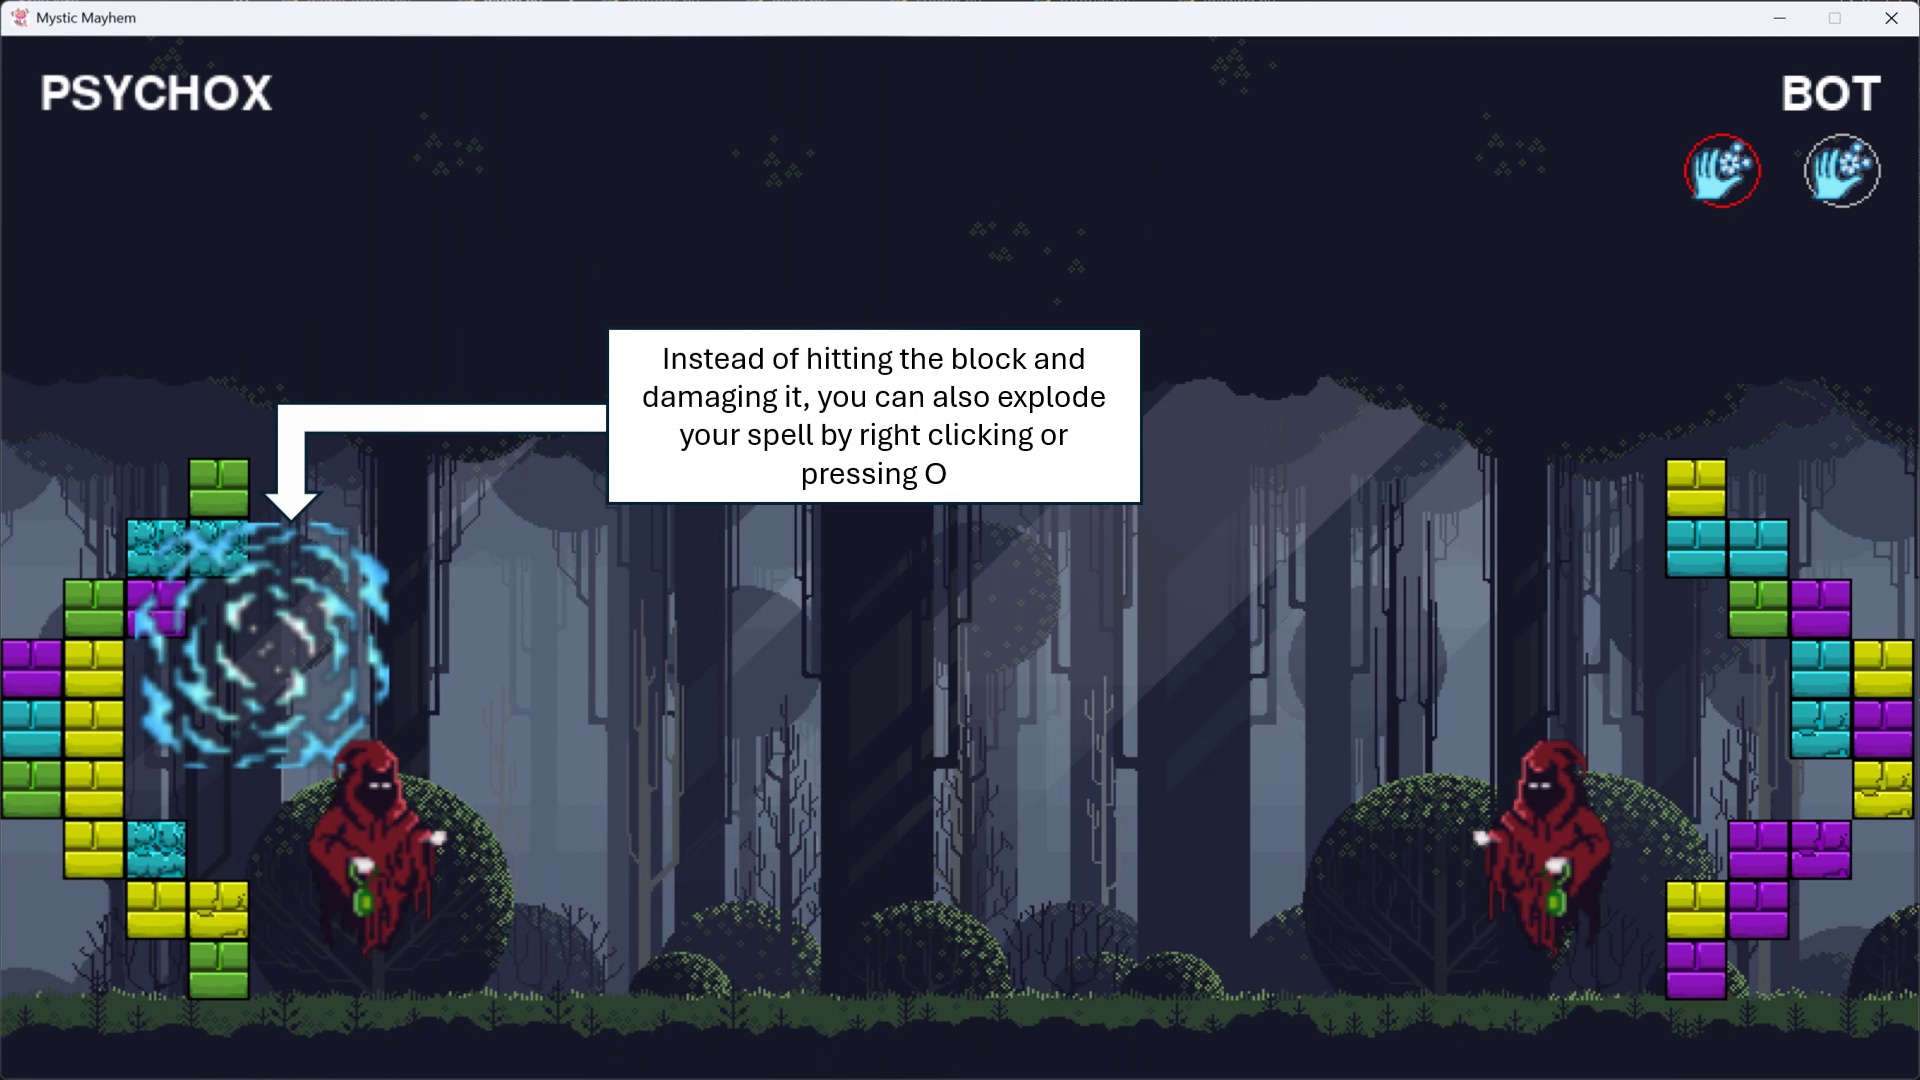 Mystic Mayhem
PSYCHOX
BOT
Instead of hitting the block and
damaging it, you can also explode
your spell by right clicking or
pressing O